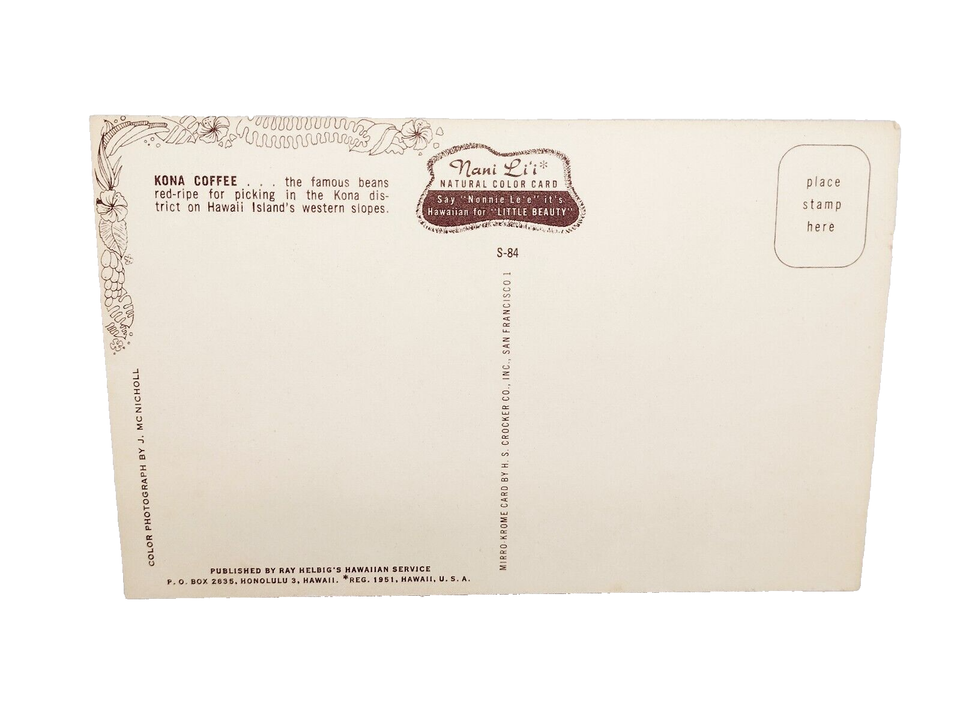 KONA COFFEE . . . the famous beans
red-ripe for picking in the Kona dis-
trict on Hawaii Island's western slopes.
Nani Li'i*
NATURAL COLOR CARD
Say "Nonnie Le'e" it's
Hawaiian for "LITTLE BEAUTY"
S-84
place
stamp
here
COLOR PHOTOGRAPH BY J. MC NICHOLL
MIRRO-KROME CARD BY H. S. CROCKER CO., INC., SAN FRANCISCO 1
PUBLISHED BY RAY HELBIG'S HAWAIIAN SERVICE
P. O. BOX 2835, HONOLULU 3, HAWAII. *REG. 1951, HAWAII, U. S. A.